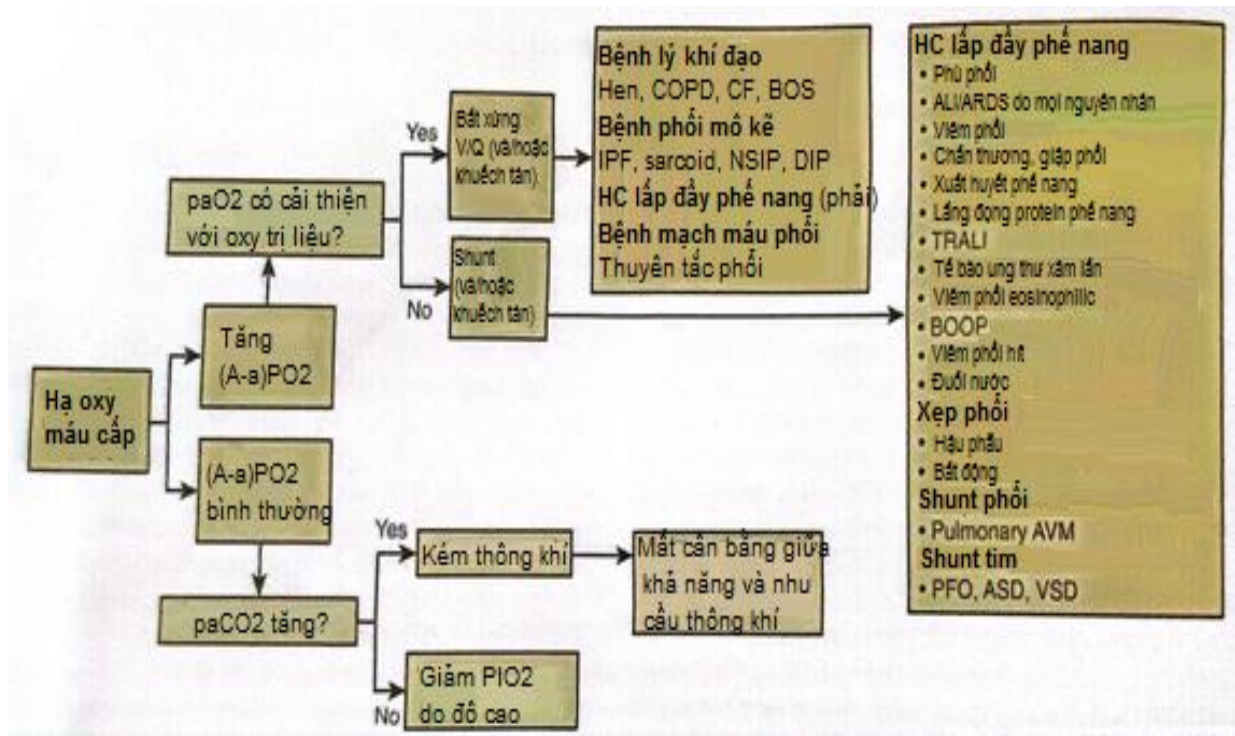 Hạ oxy
máu cấp
Tăng
(A-a)PO2
(A-a)PO2
bình thường
paO2 có cải thiện
với oxy trị liệu?
Yes
No
Bất xứng
V/Q (và/hoặc
khuếch tán)
Shunt
(và/hoặc
khuếch tán)
Bệnh lý khí đạo
Hen, COPD, CF, BOS
Bệnh phổi mô kẽ
IPF, sarcoid, NSIP, DIP
HC lấp đầy phế nang (phải)
Bệnh mạch máu phổi
Thuyên tắc phổi
HC lấp đầy phế nang
• Phù phổi
• ALI/ARDS do mọi nguyên nhân
• Viêm phổi
• Chấn thương, giập phổi
• Xuất huyết phế nang
• Lắng đọng protein phế nang
• TRALI
• Tế bào ung thư xâm lấn
• Viêm phổi eosinophilic
• BOOP
• Viêm phổi hít
• Đuối nước
Xẹp phổi
• Hậu phẫu
• Bất động
Shunt phổi
• Pulmonary AVM
Shunt tim
• PFO, ASD, VSD
paCO2 tăng?
Yes
No
Kém thông khí
Mất cân bằng giữa
khả năng và nhu
cầu thông khí
Giảm PIO2
do độ cao